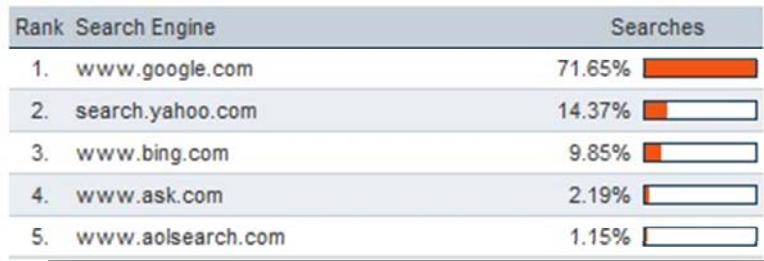 Rank Search Engine Searches
1. www.google.com 71.65%
2. search.yahoo.com 14.37%
3. www.bing.com 9.85%
4. www.ask.com 2.19%
5. www.aolsearch.com 1.15%